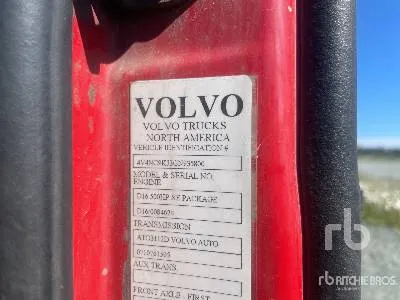 VOLVO
VOLVO TRUCKS
NORTH AMERICA
VEHICLE IDENTIFICATION #
MODEL & SERIAL NO.
ENGINE
D16 500HP XE PACKAGE
TRANSMISSION
VOLVO AUTO
AUX TRANS.
FRONT AXLE - FIRST
rb
RITCHIE BROS.